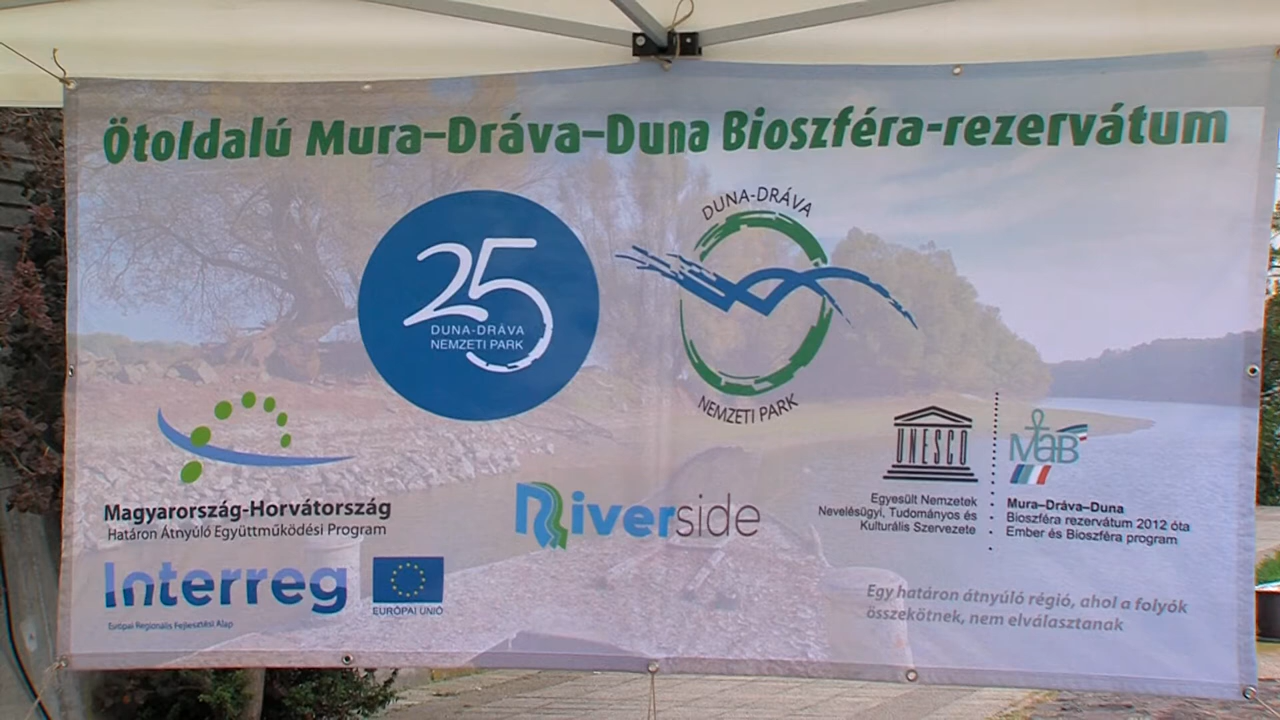 Ötoldalú Mura–Dráva–Duna Bioszféra-rezervátum
25
DUNA-DRÁVA
NEMZETI PARK
DUNA-DRÁVA
NEMZETI PARK
Magyarország-Horvátország
Határon Átnyúló Együttműködési Program
Interreg
EURÓPAI UNIÓ
Európai Regionális Fejlesztési Alap
Riverside
UNESCO
Egyesült Nemzetek
Nevelésügyi, Tudományos és
Kulturális Szervezete
MaB
Mura–Dráva–Duna
Bioszféra rezervátum 2012 óta
Ember és Bioszféra program
Egy határon átnyúló régió, ahol a folyók
összekötnek, nem elválasztanak